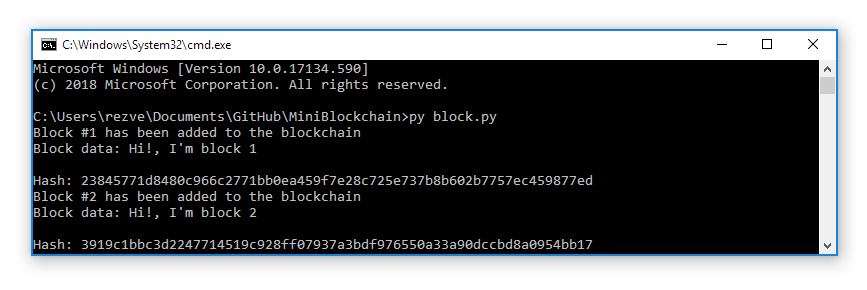 C:\Windows\System32\cmd.exe
Microsoft Windows [Version 10.0.17134.590]
(c) 2018 Microsoft Corporation. All rights reserved.
C:\Users\rezve\Documents\GitHub\MiniBlockchain>py block.py
Block #1 has been added to the blockchain
Block data: Hi!, I'm block 1
Hash: 23845771d8480c966c2771bb0ea459f7e28c725e737b8b602b7757ec459877ed
Block #2 has been added to the blockchain
Block data: Hi!, I'm block 2
Hash: 3919c1bbc3d2247714519c928ff07937a3bdf976550a33a90dccbd8a0954bb17